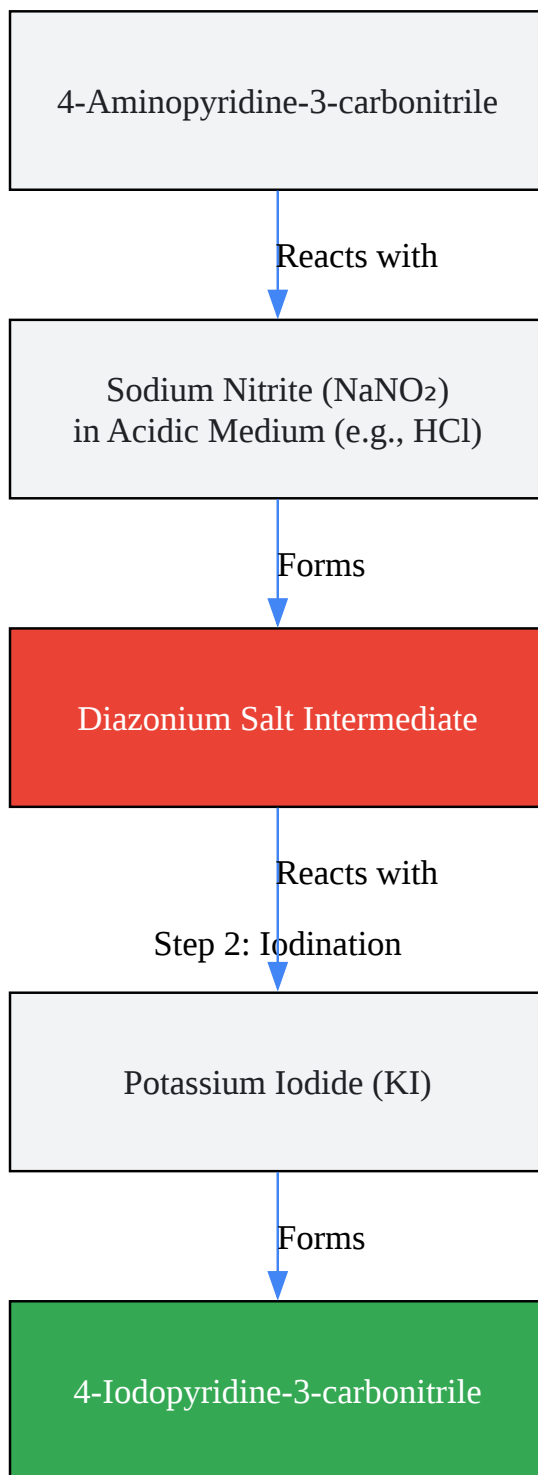 4-Aminopyridine-3-carbonitrile
Reacts with
Sodium Nitrite (NaNO₂)
in Acidic Medium (e.g., HCl)
Forms
Diazonium Salt Intermediate
Reacts with
Step 2: Iodination
Potassium Iodide (KI)
Forms
4-Iodopyridine-3-carbonitrile